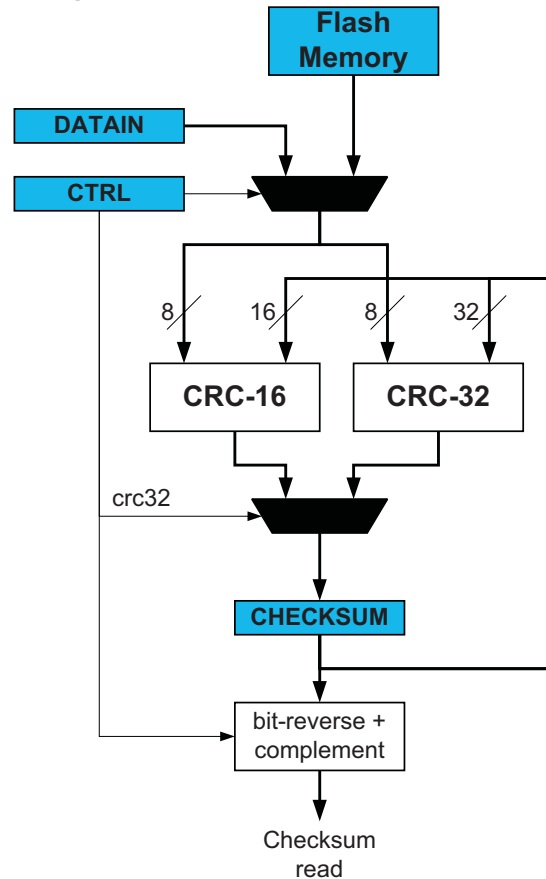 Flash
Memory
DATAIN
CTRL
8
16
8
32
CRC-16
CRC-32
crc32
CHECKSUM
bit-reverse +
complement
Checksum
read